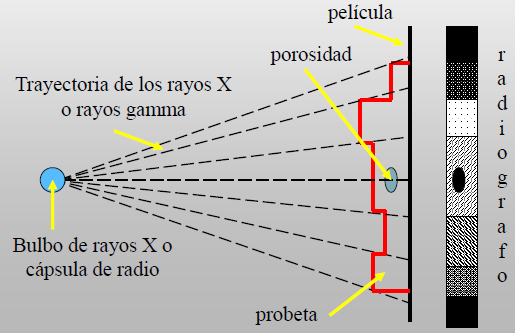 película
porosidad
Trayectoria de los rayos X
o rayos gamma
Bulbo de rayos X o
cápsula de radio
probeta
r
a
d
i
o
g
r
a
f
o